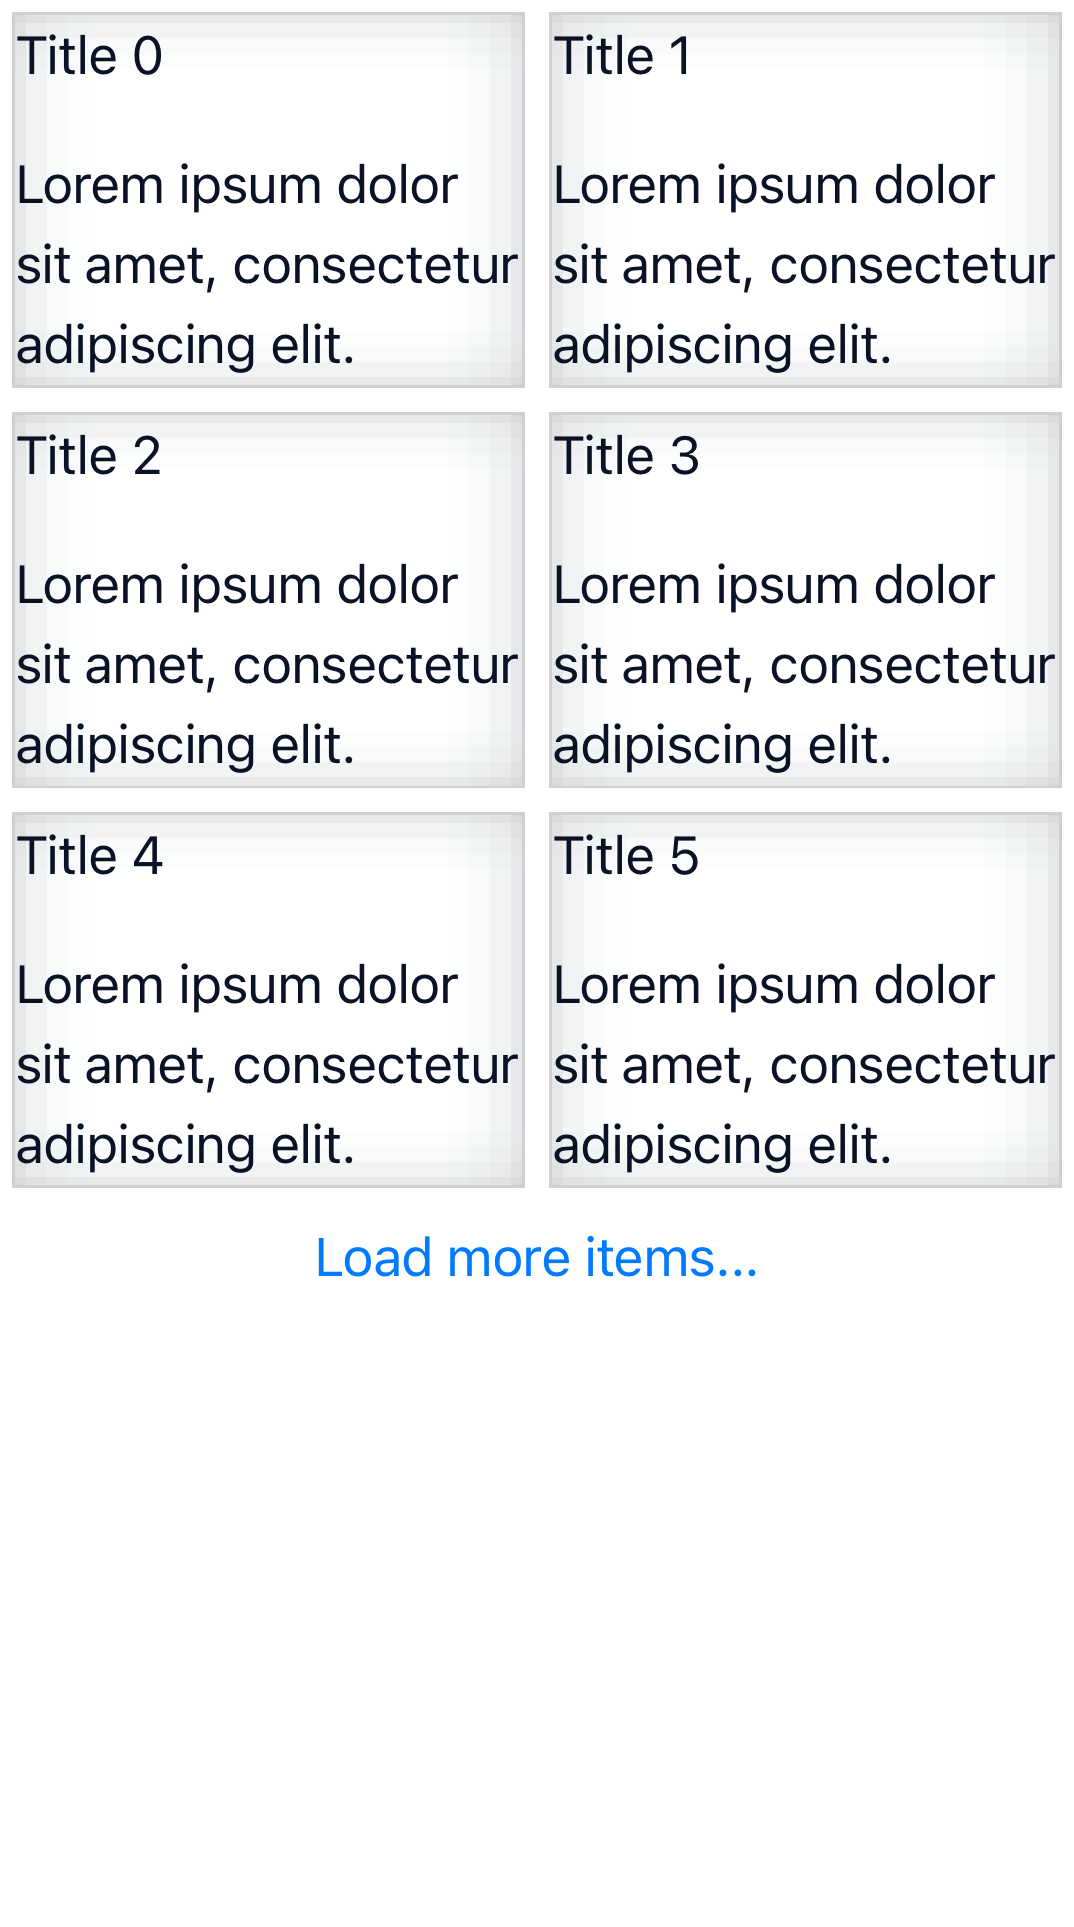 Title 0
Lorem ipsum dolor
sit amet, consectetur
adipiscing elit.
Title 1
Lorem ipsum dolor
sit amet, consectetur
adipiscing elit.
Title 2
Lorem ipsum dolor
sit amet, consectetur
adipiscing elit.
Title 3
Lorem ipsum dolor
sit amet, consectetur
adipiscing elit.
Title 4
Lorem ipsum dolor
sit amet, consectetur
adipiscing elit.
Title 5
Lorem ipsum dolor
sit amet, consectetur
adipiscing elit.
Load more items...